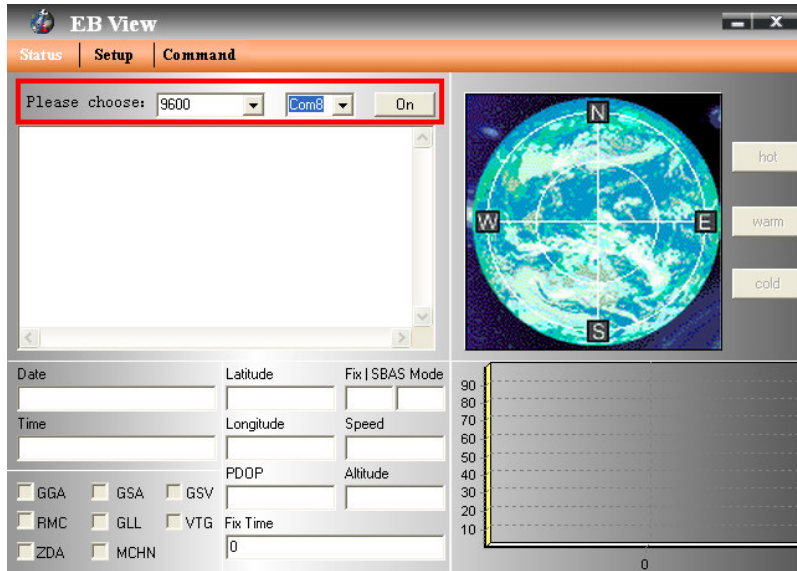 EB View
Status Setup Command
Please choose: 9600 Com8 On
N
hot
W E
warm
cold
S
Date Latitude Fix | SBAS Mode
Time Longitude Speed
PDOP Altitude
GGA GSA GSV
RMC GLL VTG Fix Time
ZDA MCHN 0
90
80
70
60
50
40
30
20
10
0